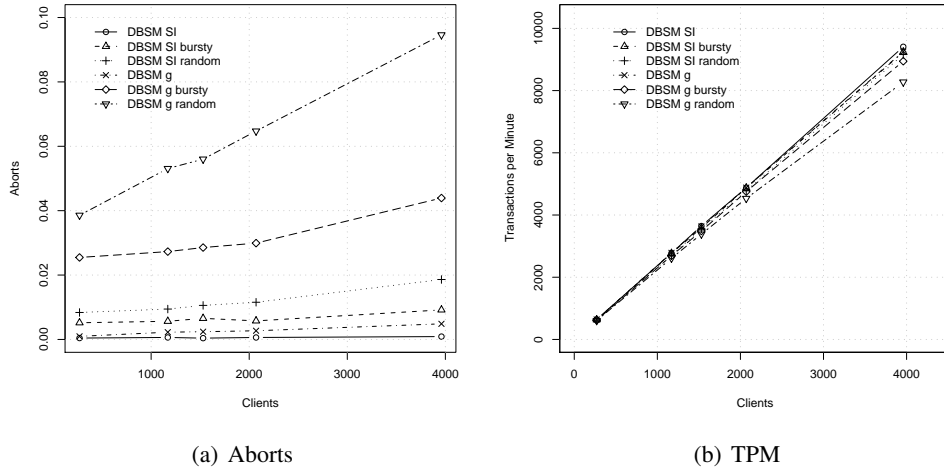 DBSM SI
DBSM SI bursty
DBSM SI random
DBSM g
DBSM g bursty
DBSM g random
0.10
0.08
0.06
0.04
0.02
0.00
Aborts
1000
2000
3000
4000
Clients
(a) Aborts
DBSM SI
DBSM SI bursty
DBSM SI random
DBSM g
DBSM g bursty
DBSM g random
10000
8000
6000
4000
2000
0
Transactions per Minute
0
1000
2000
3000
4000
Clients
(b) TPM